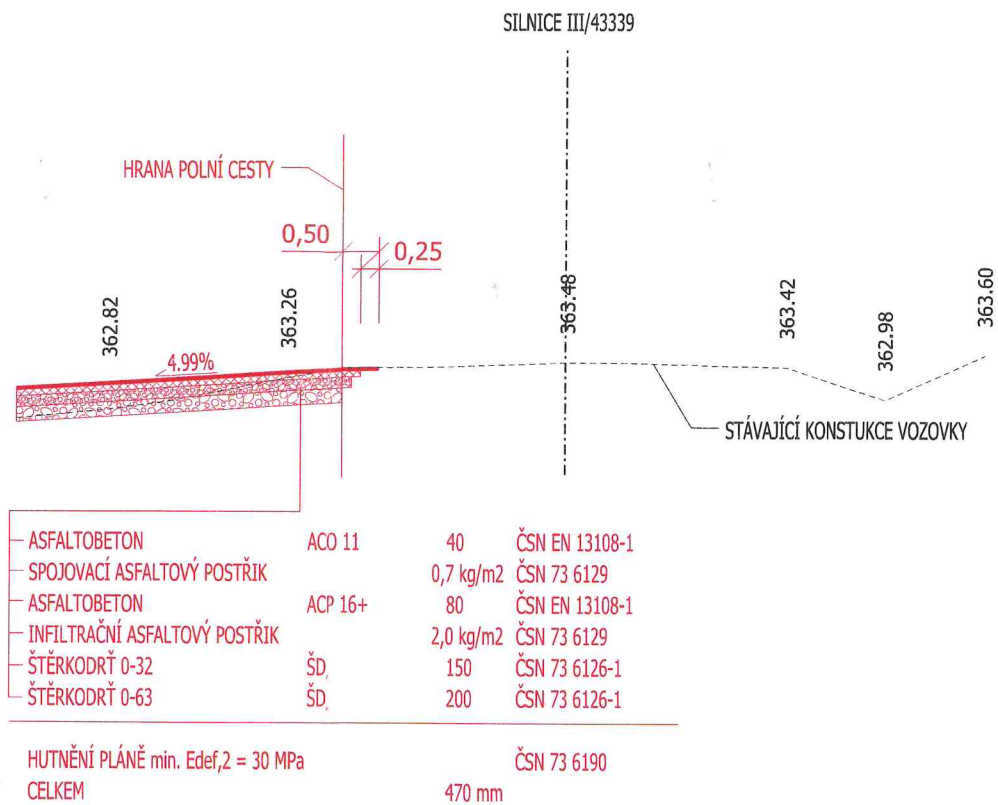 SILNICE III/43339
HRANA POLNÍ CESTY
0,50
0,25
362.82
363.26
363.48
363.42
362.98
363.60
4.99%
STÁVAJÍCÍ KONSTUKCE VOZOVKY
ASFALTOBETON ACO 11 40 ČSN EN 13108-1
SPOJOVACÍ ASFALTOVÝ POSTŘIK 0,7 kg/m2 ČSN 73 6129
ASFALTOBETON ACP 16+ 80 ČSN EN 13108-1
INFILTRAČNÍ ASFALTOVÝ POSTŘIK 2,0 kg/m2 ČSN 73 6129
ŠTĚRKODRŤ 0-32 ŠD 150 ČSN 73 6126-1
ŠTĚRKODRŤ 0-63 ŠD 200 ČSN 73 6126-1
HUTNĚNÍ PLÁNĚ min. Edef,2 = 30 MPa ČSN 73 6190
CELKEM 470 mm